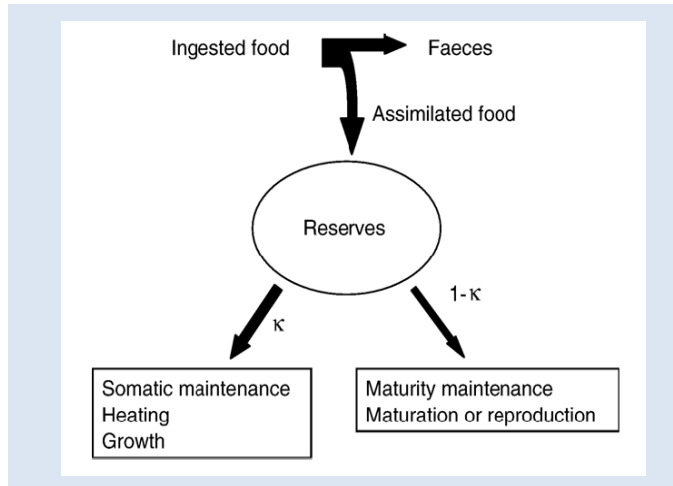 Ingested food
Faeces
Assimilated food
Reserves
κ
1-κ
Somatic maintenance
Heating
Growth
Maturity maintenance
Maturation or reproduction